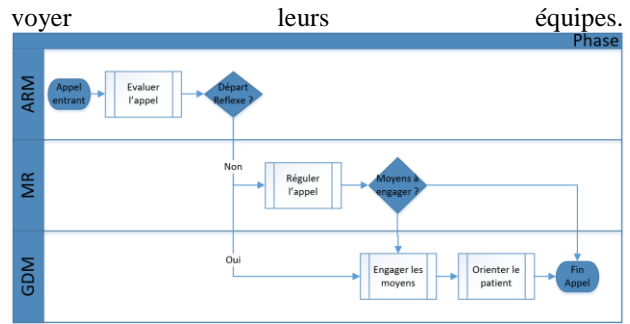 voyer leurs équipes.
Phase
ARM
Appel
entrant
Evaluer
l'appel
Départ
Reflexe ?
Non
MR
Réguler
l'appel
Moyens à
engager ?
Oui
GDM
Engager les
moyens
Orienter le
patient
Fin
Appel